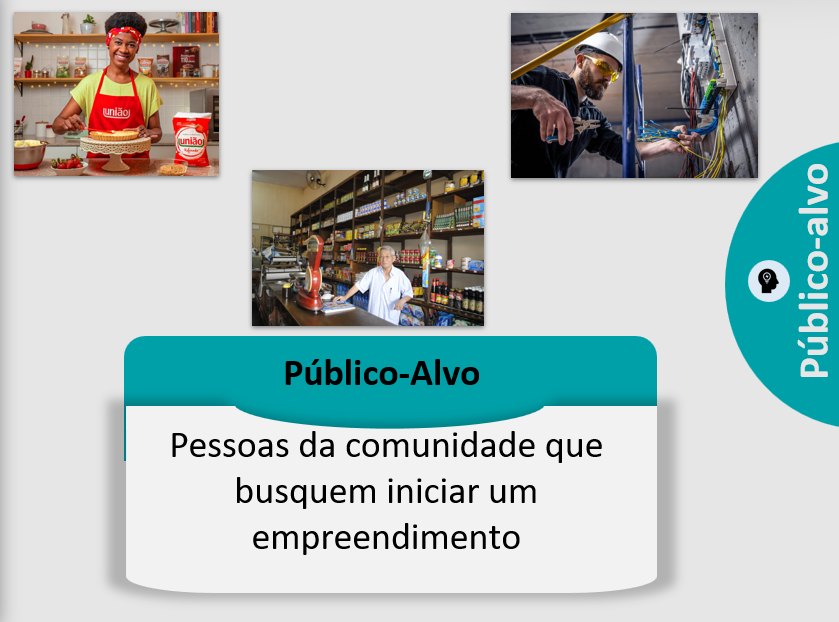 união
união
Público-Alvo
Pessoas da comunidade que
busquem iniciar um
empreendimento
Público-alvo